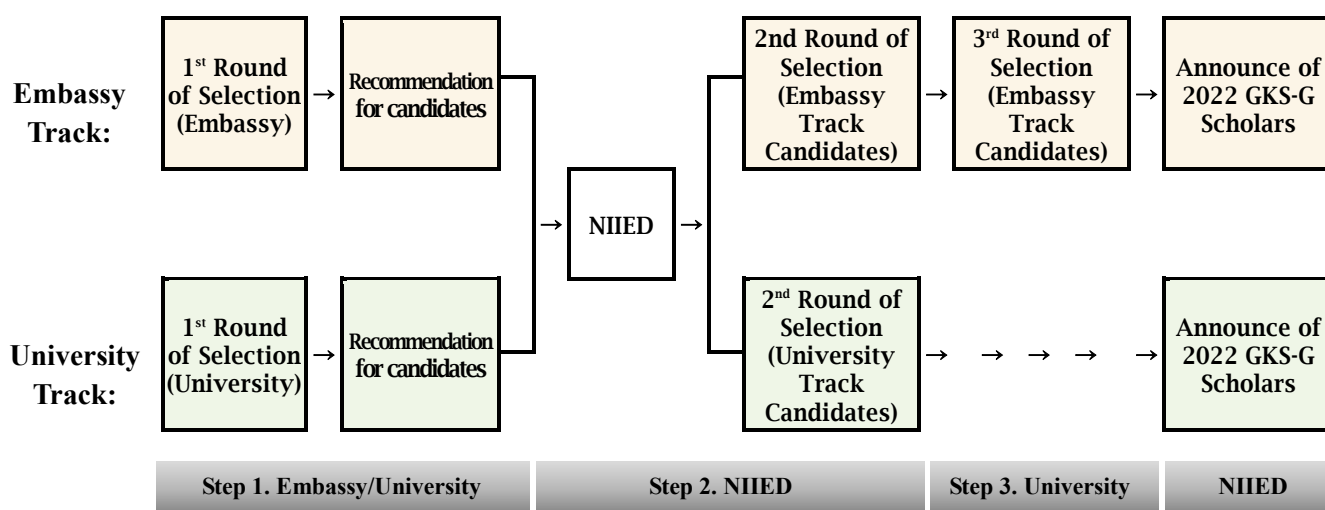 Embassy
Track:
1st Round
of Selection
(Embassy)
→
Recommendation
for candidates
→
NIIED
→
2nd Round of
Selection
(Embassy
Track
Candidates)
→
3rd Round of
Selection
(Embassy
Track
Candidates)
→
Announce of
2022 GKS-G
Scholars
University
Track:
1st Round
of Selection
(University)
→
Recommendation
for candidates
2nd Round of
Selection
(University
Track
Candidates)
→ → → → →
Announce of
2022 GKS-G
Scholars
Step 1. Embassy/University
Step 2. NIIED
Step 3. University
NIIED